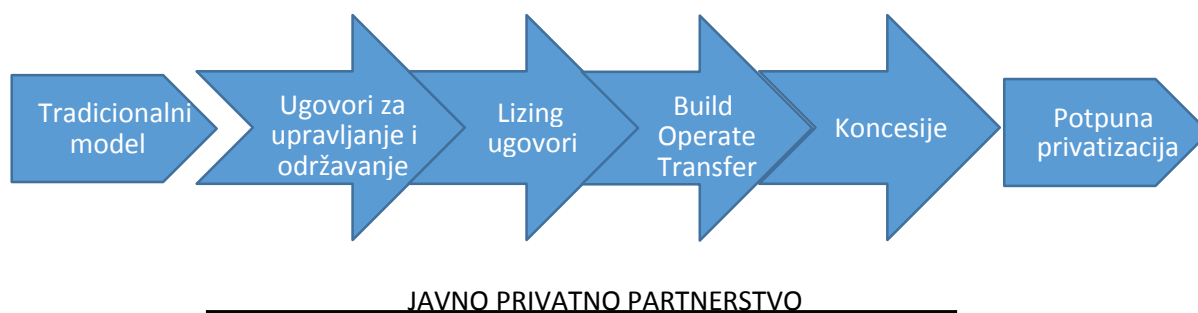 Tradicionalni
model
Ugovori za
upravljanje i
održavanje
Lizing
ugovori
Build
Operate
Transfer
Koncesije
Potpuna
privatizacija
JAVNO PRIVATNO PARTNERSTVO